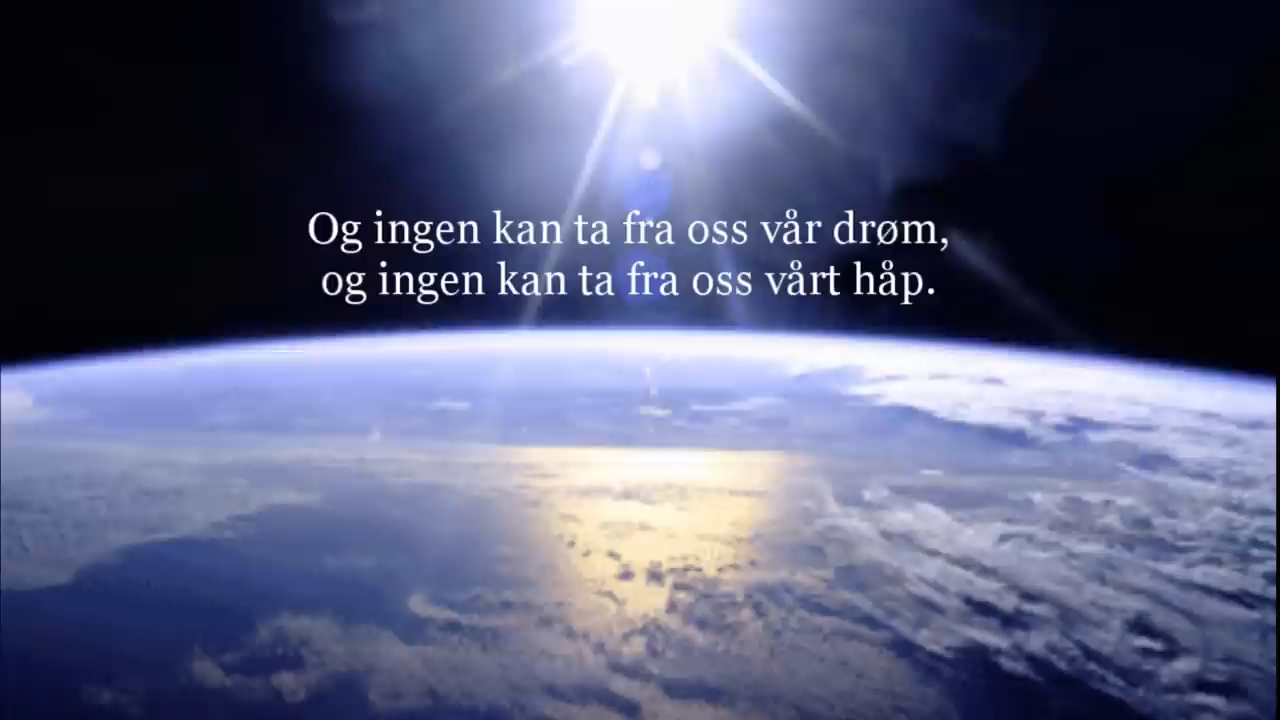 Og ingen kan ta fra oss vår drøm,
og ingen kan ta fra oss vårt håp.